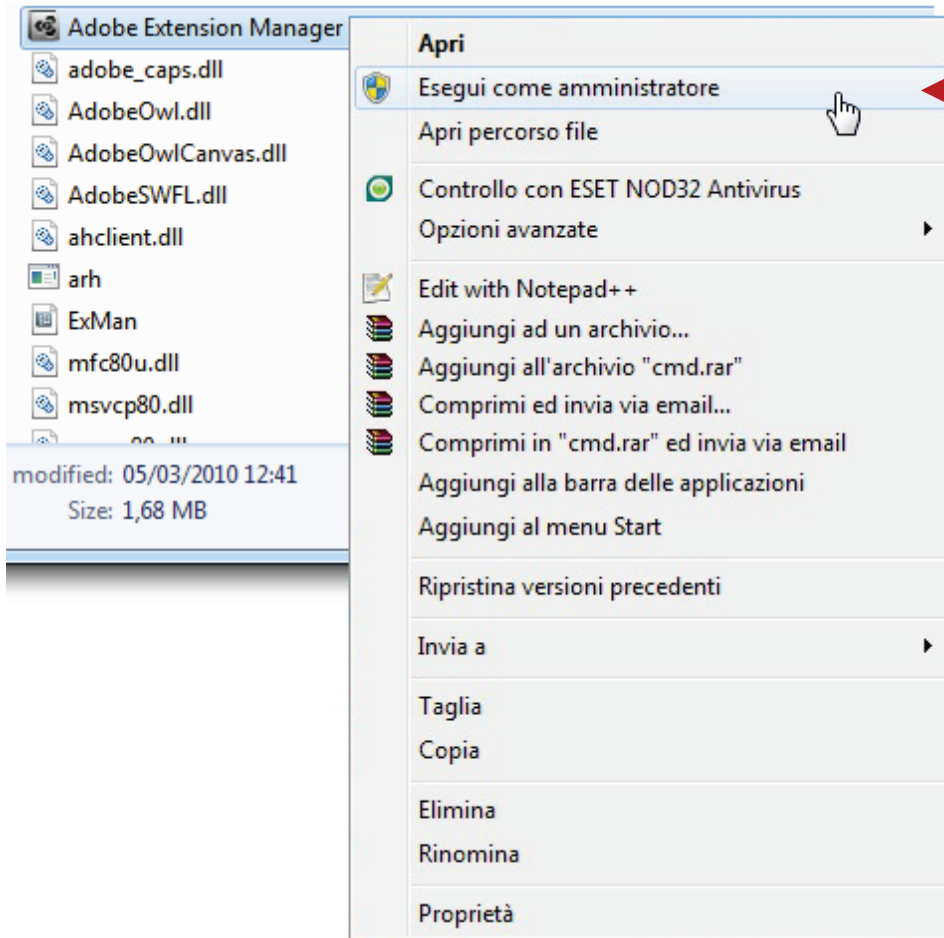 Adobe Extension Manager
adobe_caps.dll
AdobeOwl.dll
AdobeOwlCanvas.dll
AdobeSWFL.dll
ahclient.dll
arh
ExMan
mfc80u.dll
msvcp80.dll
modified: 05/03/2010 12:41
Size: 1,68 MB
Apri
Esegui come amministratore
Apri percorso file
Controllo con ESET NOD32 Antivirus
Opzioni avanzate
Edit with Notepad++
Aggiungi ad un archivio...
Aggiungi all'archivio "cmd.rar"
Comprimi ed invia via email...
Comprimi in "cmd.rar" ed invia via email
Aggiungi alla barra delle applicazioni
Aggiungi al menu Start
Ripristina versioni precedenti
Invia a
Taglia
Copia
Elimina
Rinomina
Proprietà